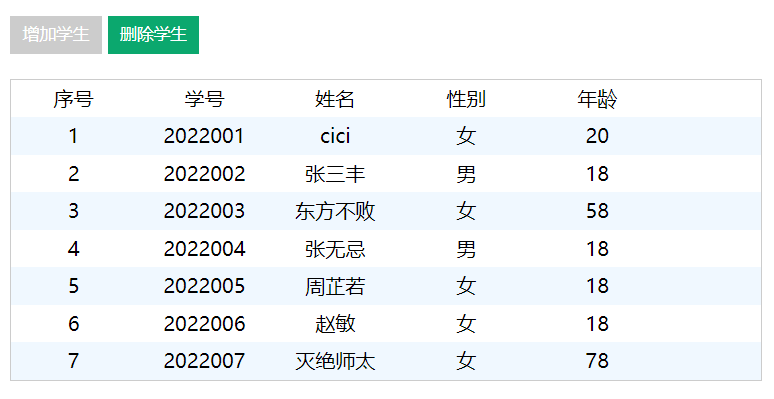 增加学生 删除学生
序号 学号 姓名 性别 年龄
1 2022001 cici 女 20
2 2022002 张三丰 男 18
3 2022003 东方不败 女 58
4 2022004 张无忌 男 18
5 2022005 周芷若 女 18
6 2022006 赵敏 女 18
7 2022007 灭绝师太 女 78